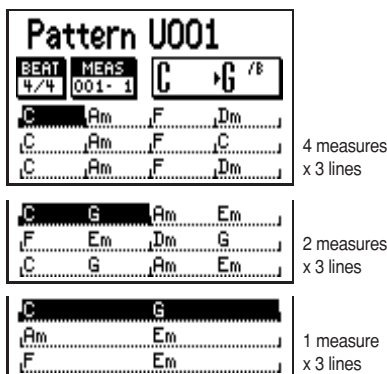 Pattern U001
BEAT MEAS C ▸G /B
4/4 001- 1
C Am F Dm
C Am F C
C Am F Dm
4 measures
x 3 lines
C G Am Em
F Em Dm G
C G Am Em
2 measures
x 3 lines
C G
Am Em
F Em
1 measure
x 3 lines